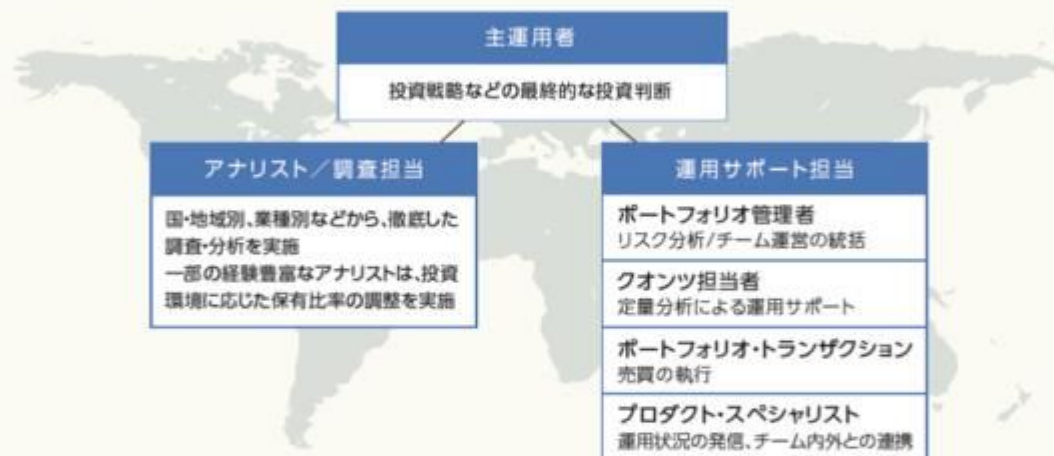 主運用者
投資戦略などの最終的な投資判断
アナリスト／調査担当
国・地域別、業種別などから、徹底した
調査・分析を実施
一部の経験豊富なアナリストは、投資
環境に応じた保有比率の調整を実施
運用サポート担当
ポートフォリオ管理者
リスク分析/チーム運営の統括
クオンツ担当者
定量分析による運用サポート
ポートフォリオ・トランザクション
売買の執行
プロダクト・スペシャリスト
運用状況の発信、チーム内外との連携